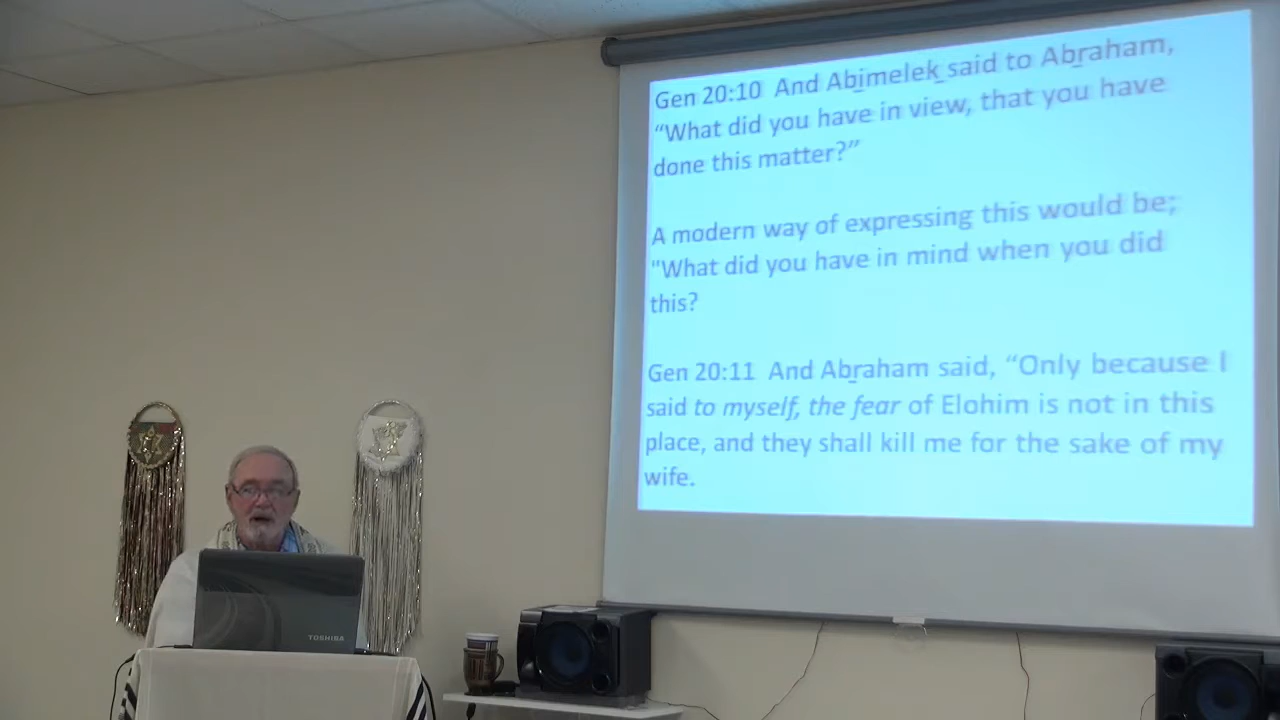 Gen 20:10 And Abimelek said to Abraham,
“What did you have in view, that you have
done this matter?”
A modern way of expressing this would be;
"What did you have in mind when you did
this?
Gen 20:11 And Abraham said, “Only because I
said to myself, the fear of Elohim is not in this
place, and they shall kill me for the sake of my
wife.
TOSHIBA